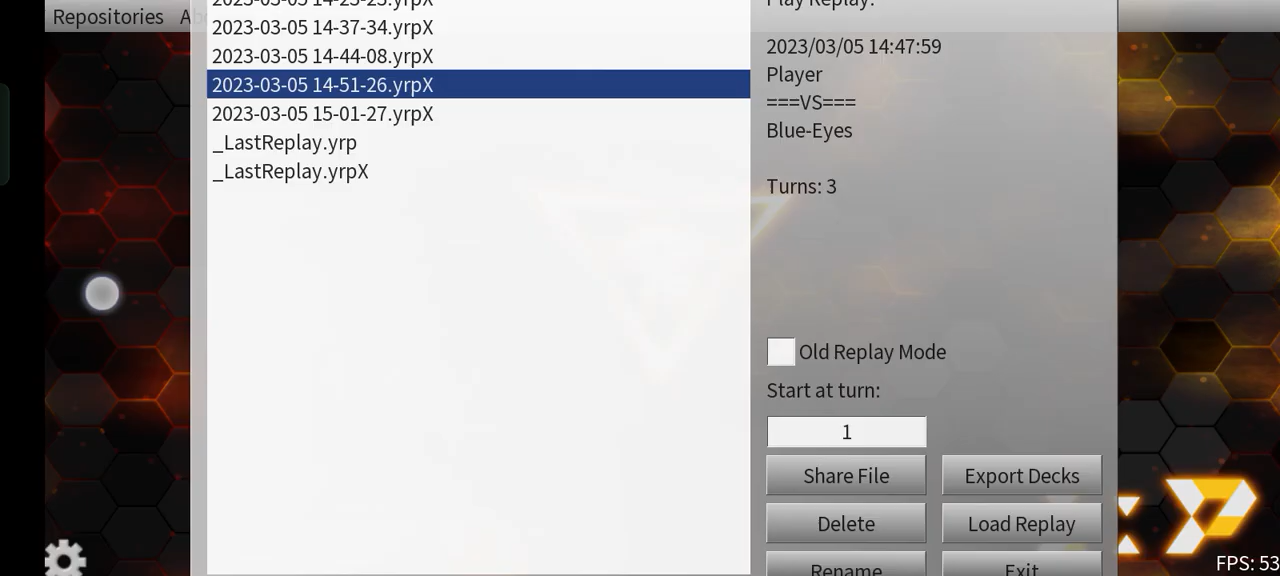 Repositories
2023-03-05 14-37-34.yrpX
2023-03-05 14-44-08.yrpX
2023-03-05 14-51-26.yrpX
2023-03-05 15-01-27.yrpX
_LastReplay.yrp
_LastReplay.yrpX
Play Replay:
2023/03/05 14:47:59
Player
===VS===
Blue-Eyes
Turns: 3
Old Replay Mode
Start at turn:
1
Share File
Export Decks
Delete
Load Replay
Rename
Exit
FPS: 53